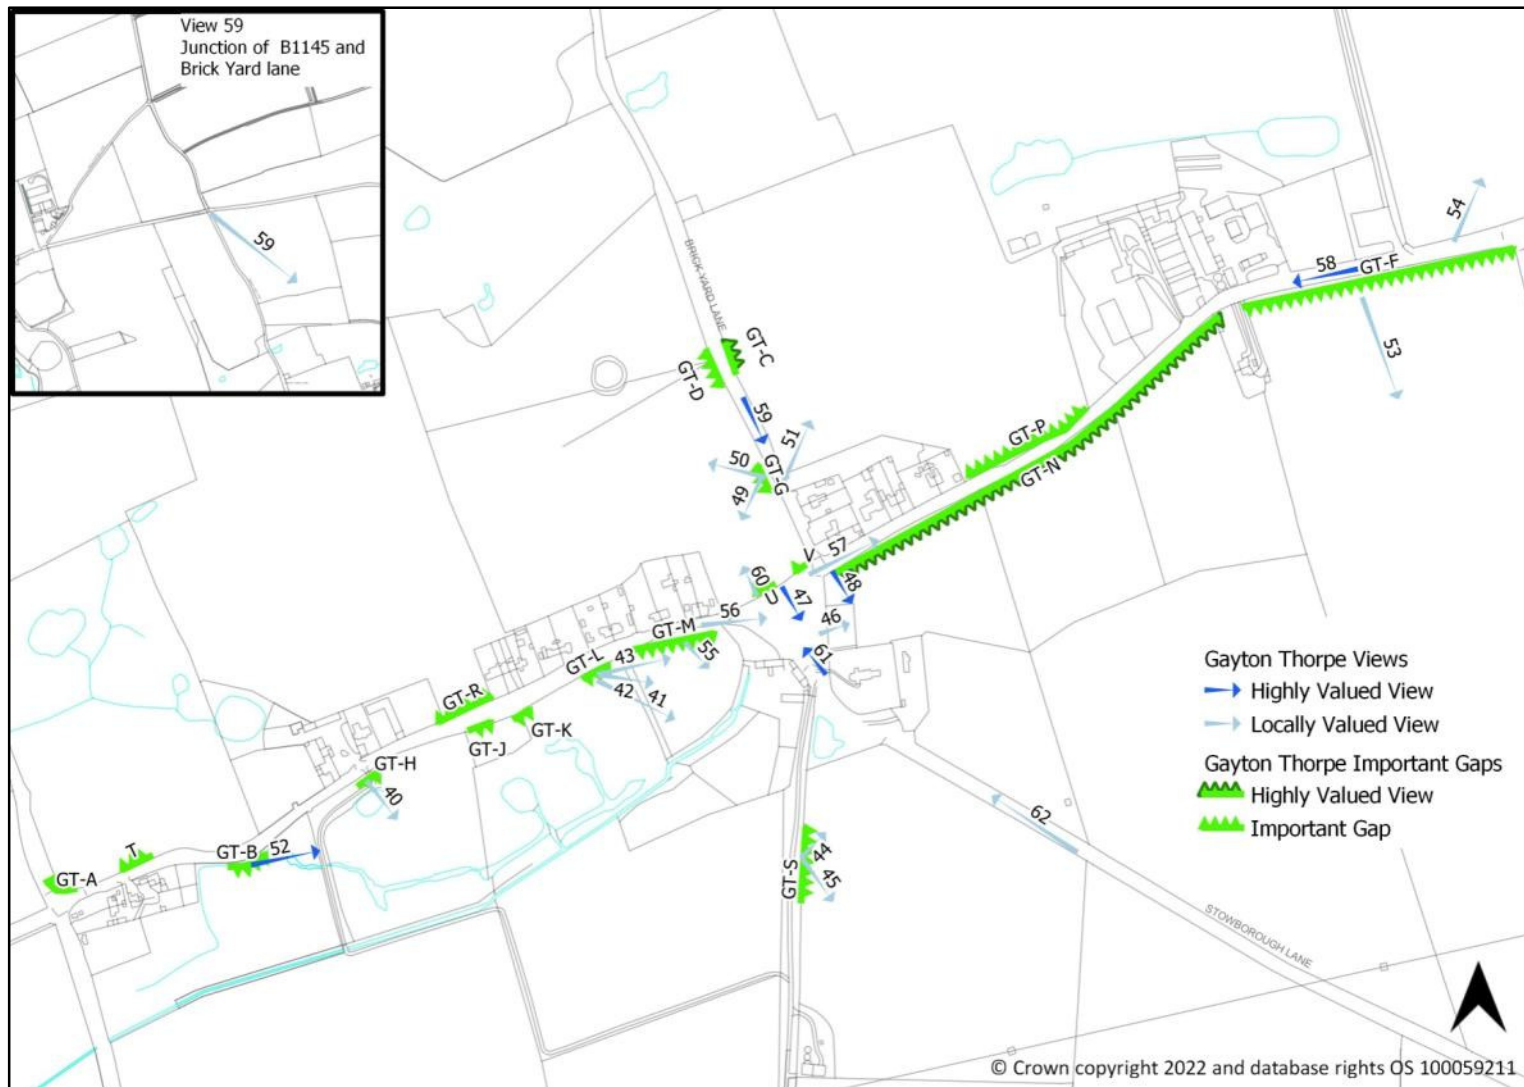 View 59
Junction of B1145 and
Brick Yard lane
59
54
58
GT-F
53
BRICK YARD LANE
GT-C
GT-D
59
51
50
GT-G
49
GT-P
GT-N
V
57
60
U
47
48
46
56
GT-M
55
61
GT-L
43
42
41
GT-R
GT-J
GT-K
GT-H
40
GT-B
52
T
GT-A
62
44
45
GT-S
STOWBOROUGH LANE
Gayton Thorpe Views
Highly Valued View
Locally Valued View
Gayton Thorpe Important Gaps
Highly Valued View
Important Gap
© Crown copyright 2022 and database rights OS 100059211